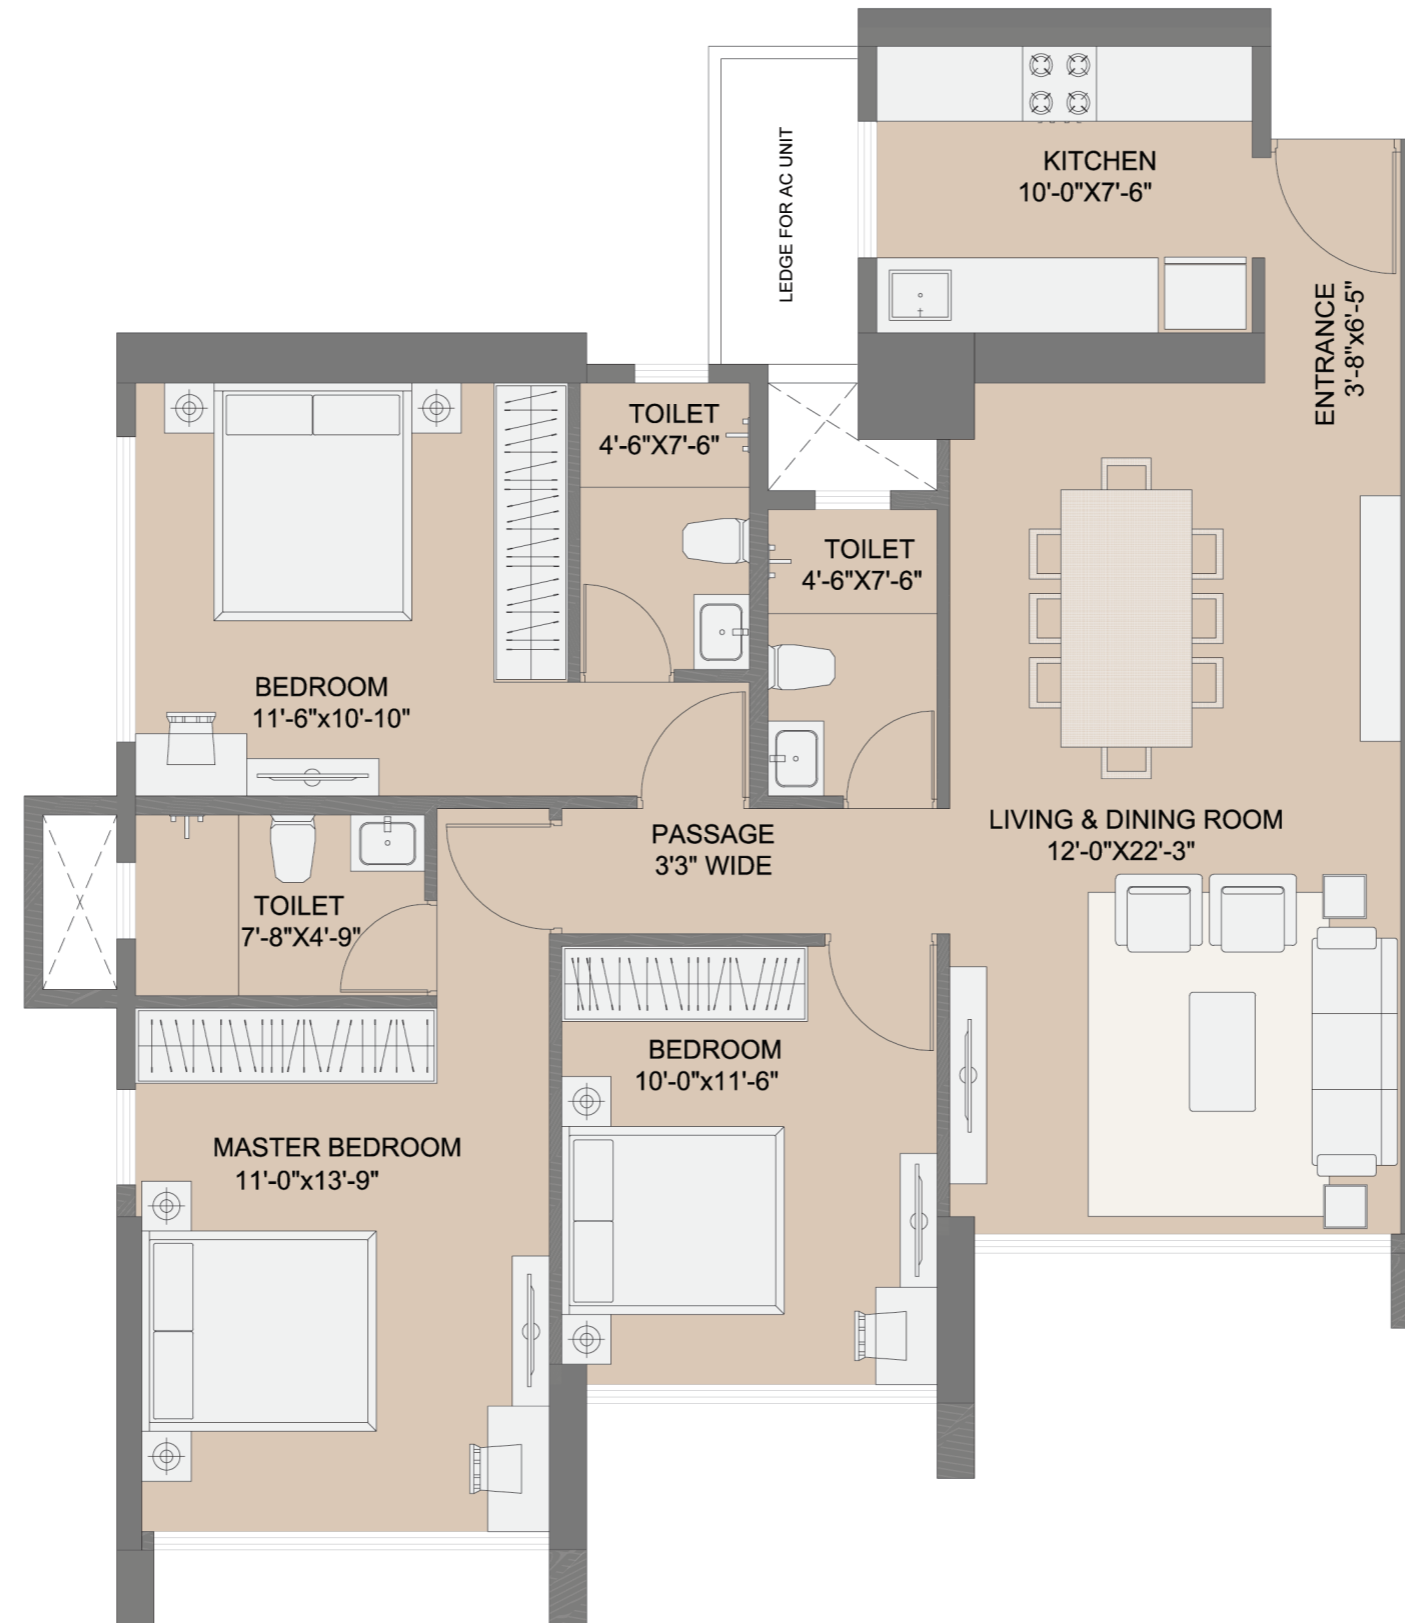 KITCHEN
10'-0"X7'-6"
LEDGE FOR AC UNIT
ENTRANCE
3'-8"x6'-5"
TOILET
4'-6"X7'-6"
TOILET
4'-6"X7'-6"
BEDROOM
11'-6"x10'-10"
PASSAGE
3'3" WIDE
LIVING & DINING ROOM
12'-0"X22'-3"
TOILET
7'-8"X4'-9"
BEDROOM
10'-0"x11'-6"
MASTER BEDROOM
11'-0"x13'-9"